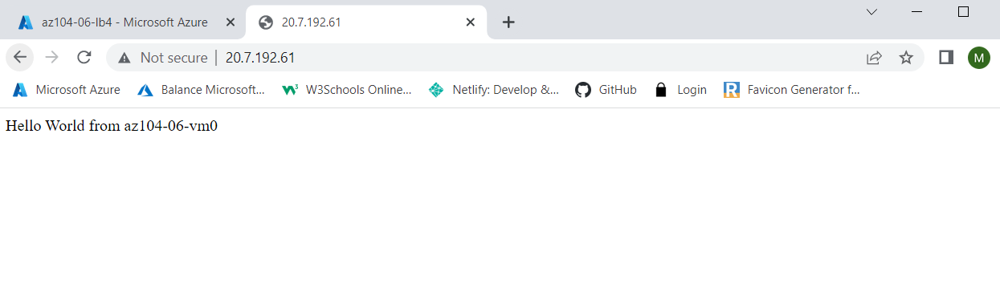 az104-06-lb4 - Microsoft Azure
20.7.192.61
Not secure | 20.7.192.61
M
Microsoft Azure
Balance Microsoft...
W3Schools Online...
Netlify: Develop &...
GitHub
Login
Favicon Generator f...
Hello World from az104-06-vm0